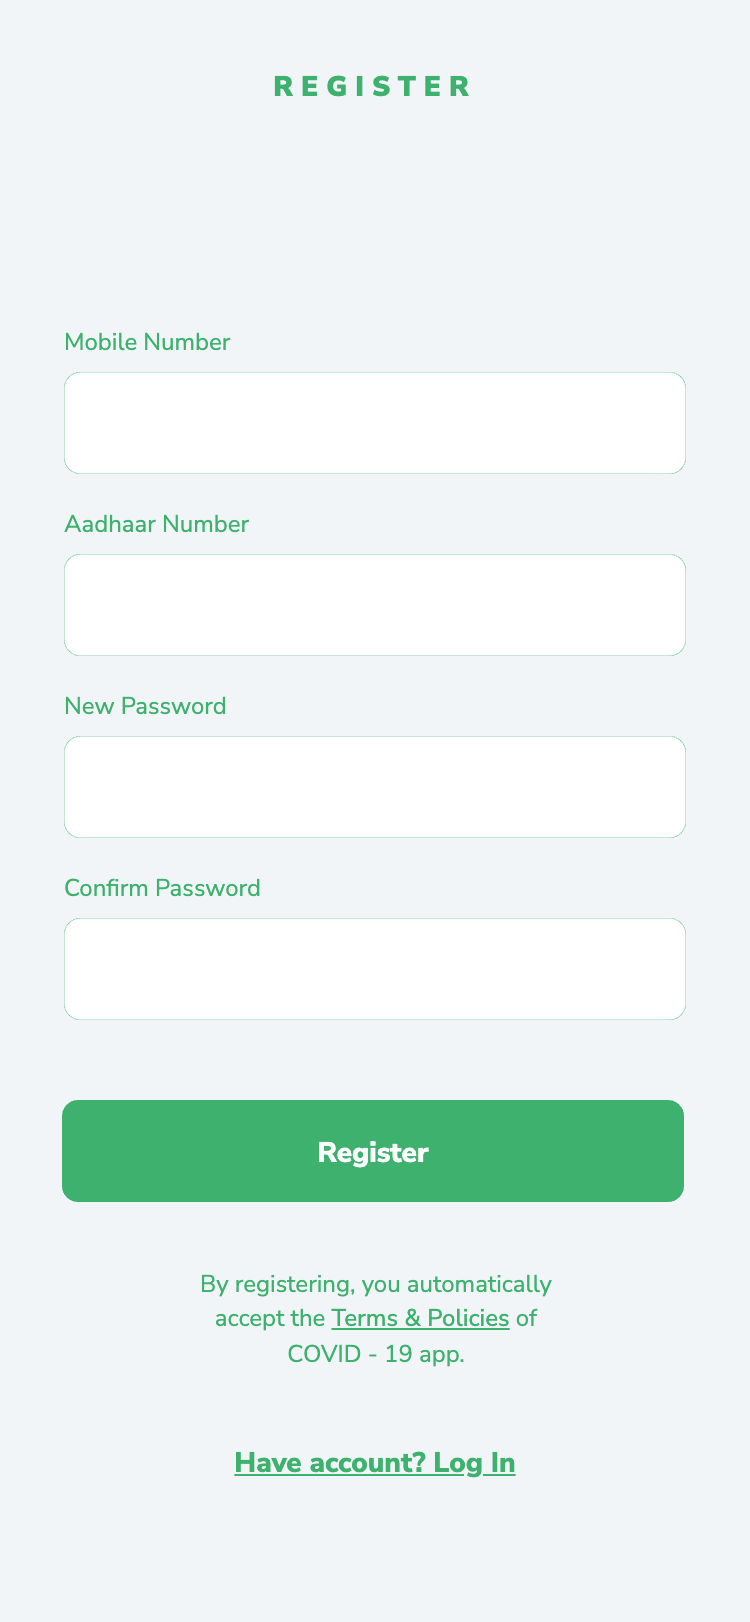 REGISTER
Mobile Number
Aadhaar Number
New Password
Confirm Password
Register
By registering, you automatically
accept the Terms & Policies of
COVID - 19 app.
Have account? Log In